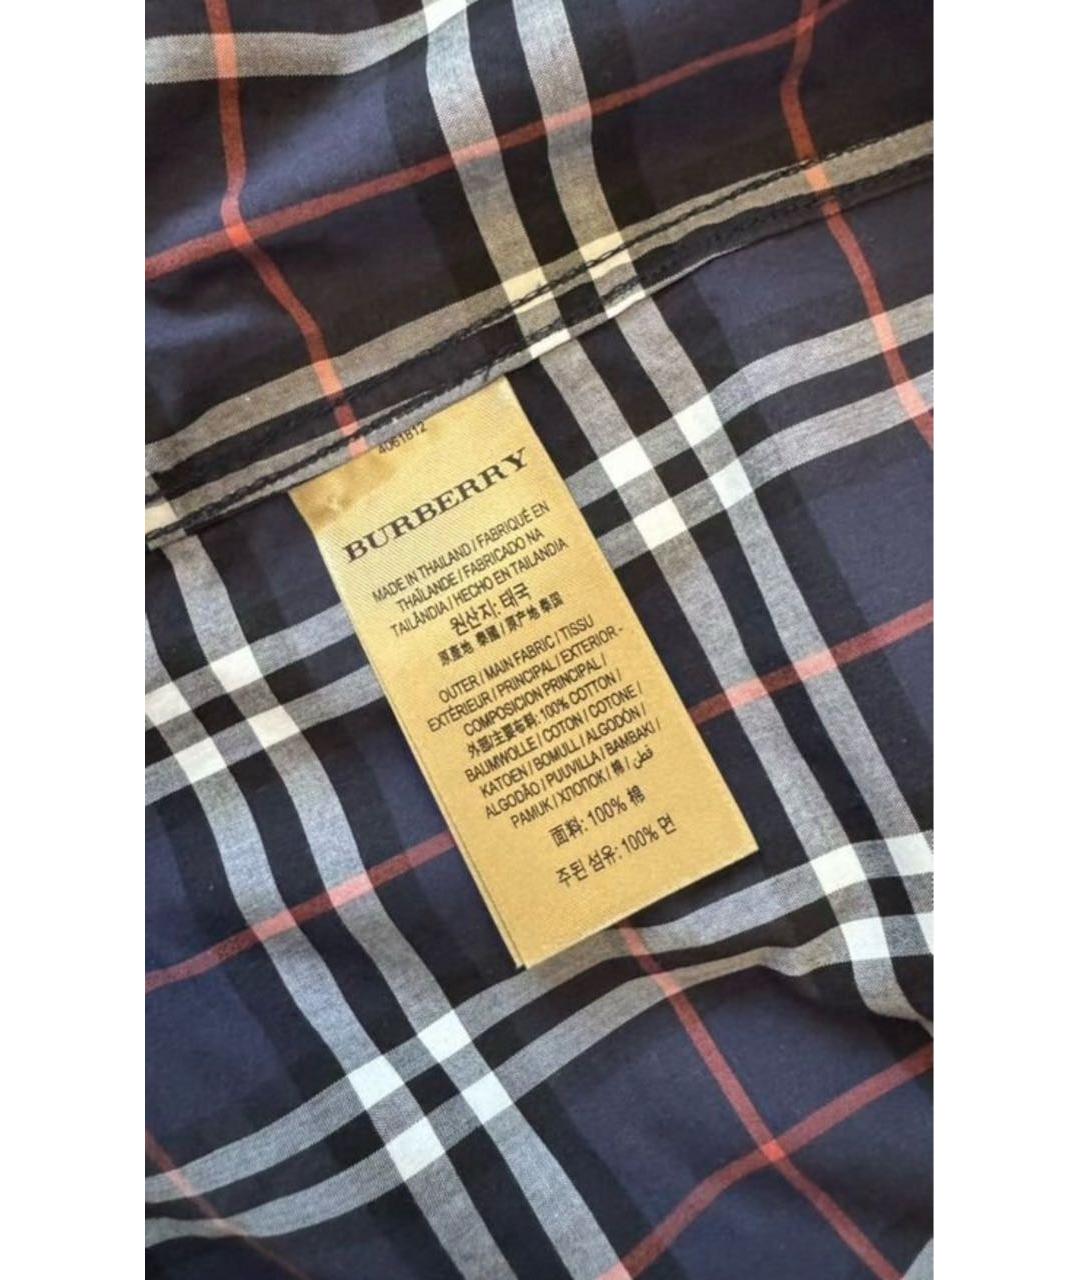 4061812
BURBERRY
MADE IN THAILAND / FABRIQUÉ EN
THAÏLANDE / FABRICADO NA
TAILÂNDIA / HECHO EN TAILANDIA
원산지: 태국
原産地 泰國 / 原产地 泰国
OUTER / MAIN FABRIC / TISSU
EXTÉRIEUR / PRINCIPAL / EXTERIOR -
COMPOSICION PRINCIPAL /
外部/主要布料: 100% COTTON /
BAUMWOLLE / COTON / COTONE /
KATOEN / BOMULL / ALGODÓN /
ALGODÃO / PUUVILLA / BAMBAKI /
PAMUK / ХЛОПОК / 棉 / قطن
面料: 100% 棉
주된 섬유: 100% 면